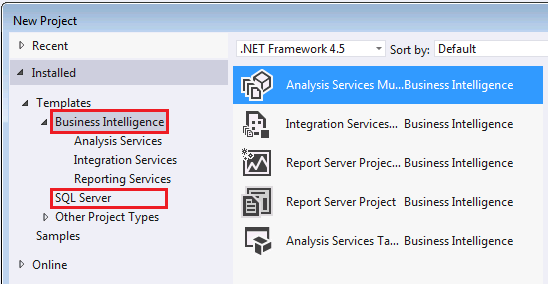 New Project
Recent
Installed
Templates
Business Intelligence
Analysis Services
Integration Services
Reporting Services
SQL Server
Other Project Types
Samples
Online
.NET Framework 4.5 Sort by: Default
Analysis Services Mu... Business Intelligence
Integration Services... Business Intelligence
Report Server Projec... Business Intelligence
Report Server Project Business Intelligence
Analysis Services Ta... Business Intelligence